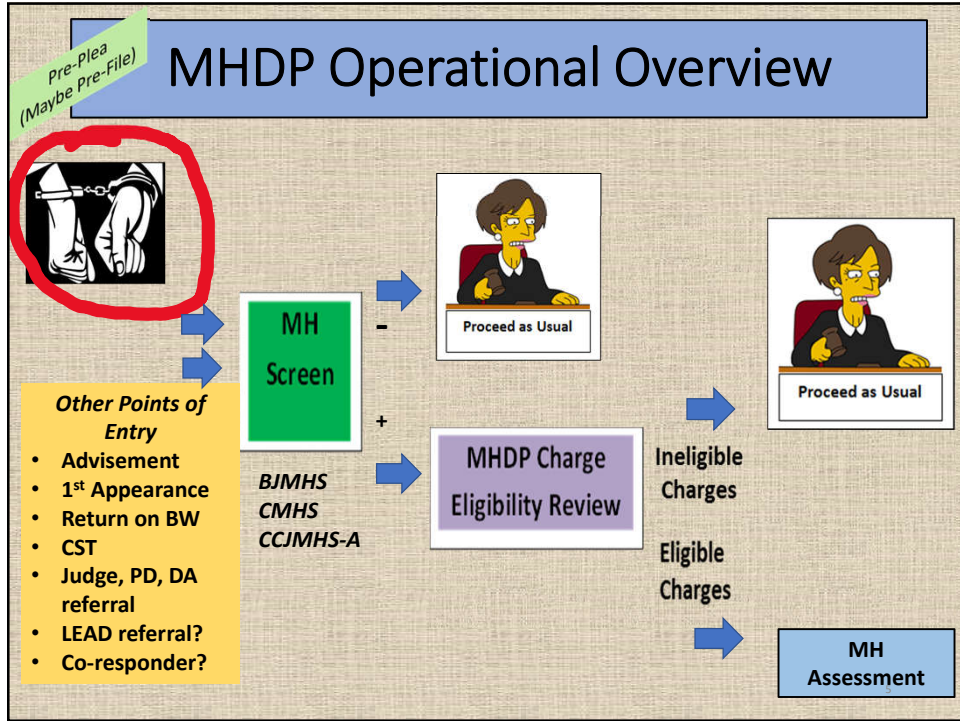 Pre-Plea
(Maybe Pre-File)
MHDP Operational Overview
MH
Screen
-
Proceed as Usual
Proceed as Usual
Other Points of
Entry
• Advisement
• 1st Appearance
• Return on BW
• CST
• Judge, PD, DA
referral
• LEAD referral?
• Co-responder?
+
BJMHS
CMHS
CCJMHS-A
MHDP Charge
Eligibility Review
Ineligible
Charges
Eligible
Charges
MH
Assessment
5